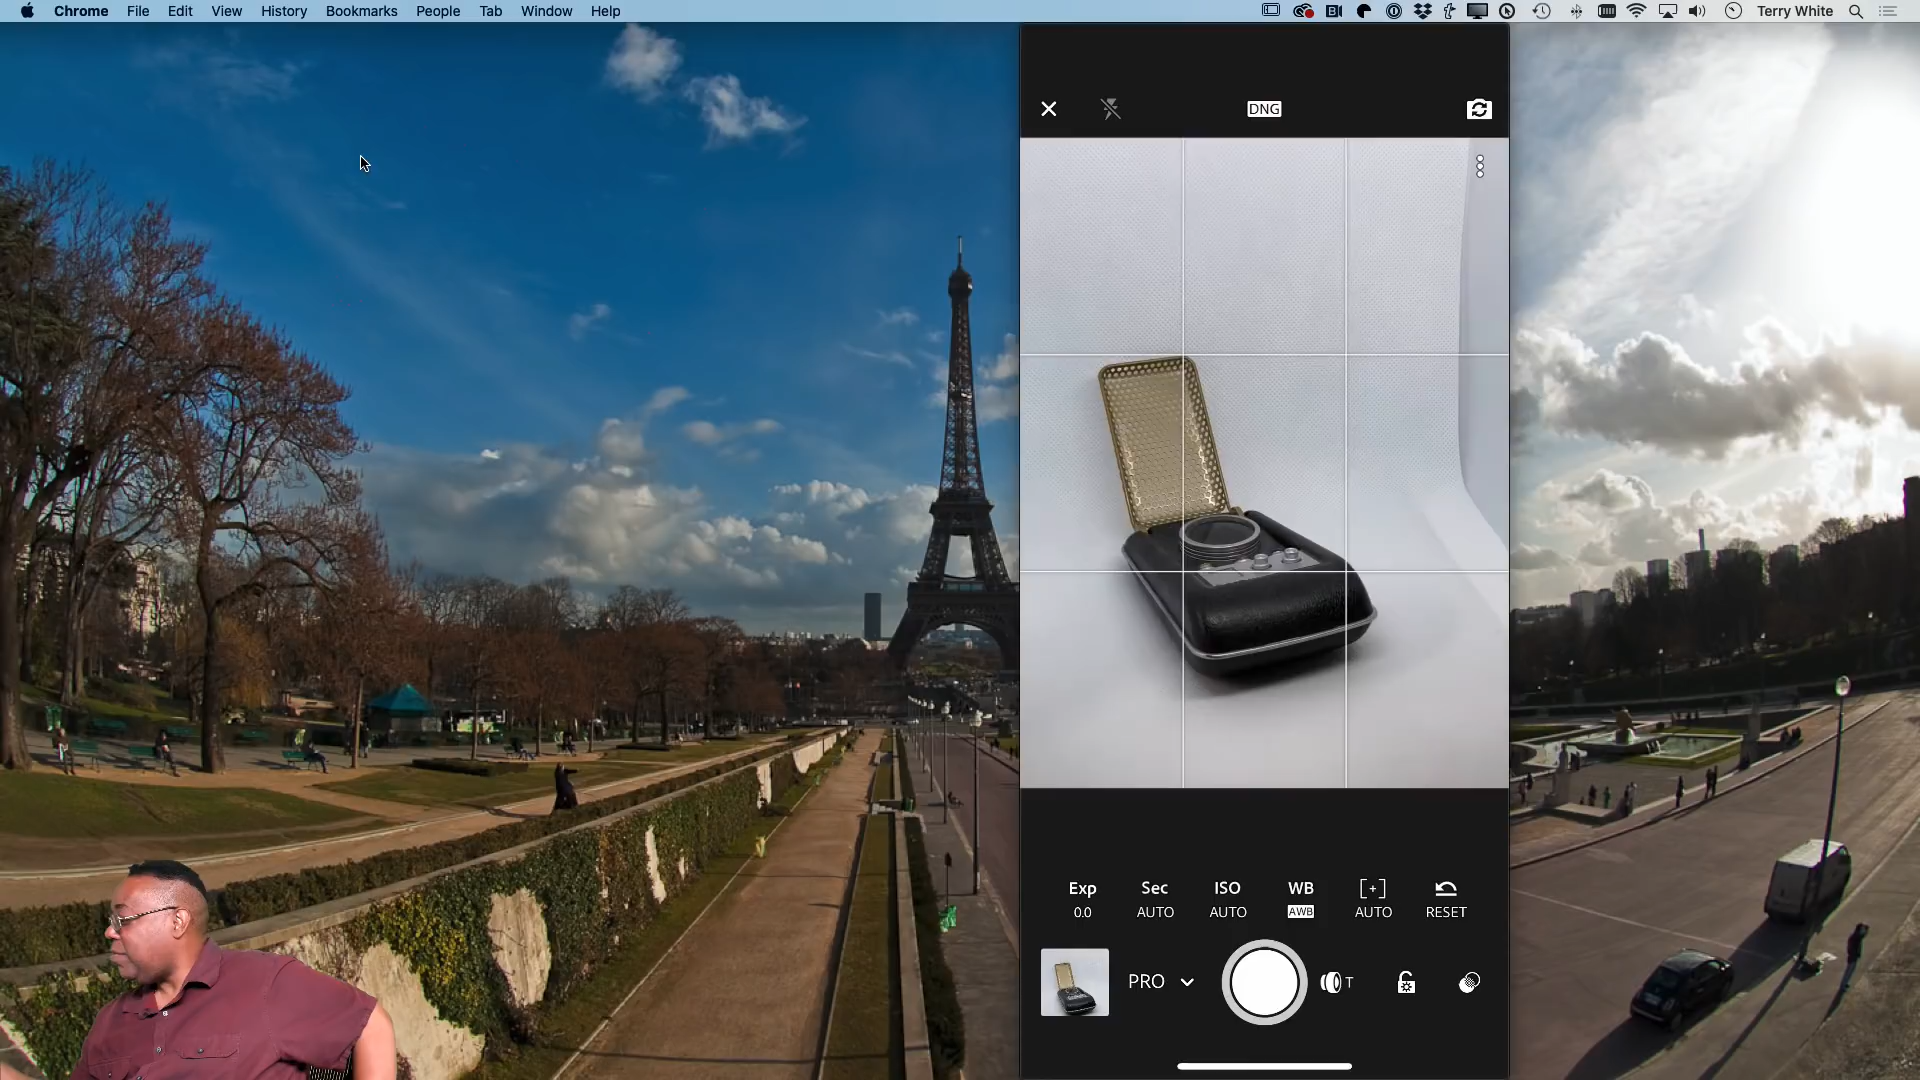 Chrome File Edit View History Bookmarks People Tab Window Help Terry White
DNG
Exp Sec ISO WB [+]
0.0 AUTO AUTO AWB AUTO RESET
PRO T